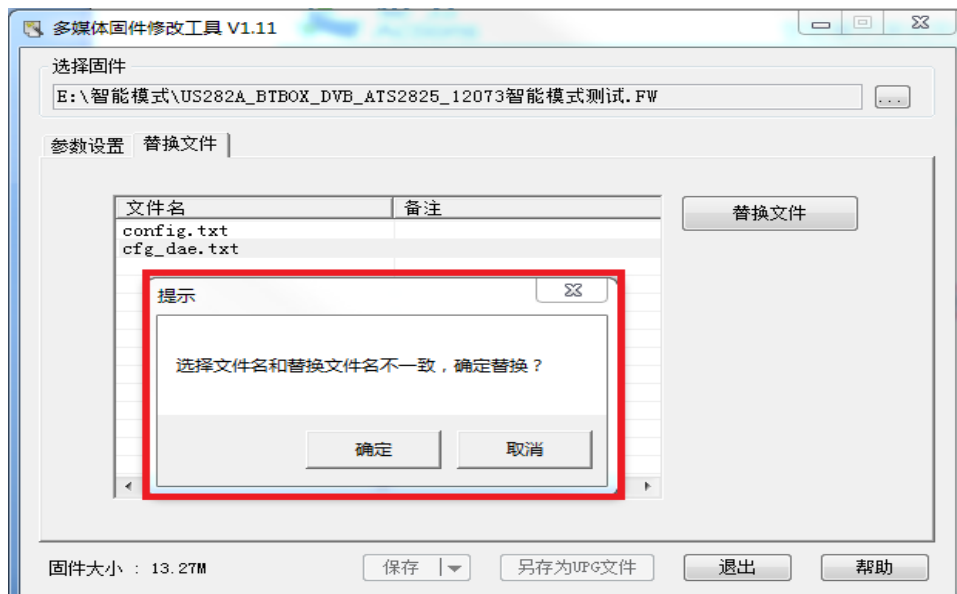 多媒体固件修改工具 V1.11
选择固件
E:\智能模式\US282A_BTBOX_DVB_ATS2825_12073智能模式测试.FW
...
参数设置 替换文件
文件名 备注
替换文件
config.txt
cfg_dae.txt
提示
选择文件名和替换文件名不一致，确定替换？
确定 取消
固件大小 : 13.27M
保存 另存为UPG文件 退出 帮助